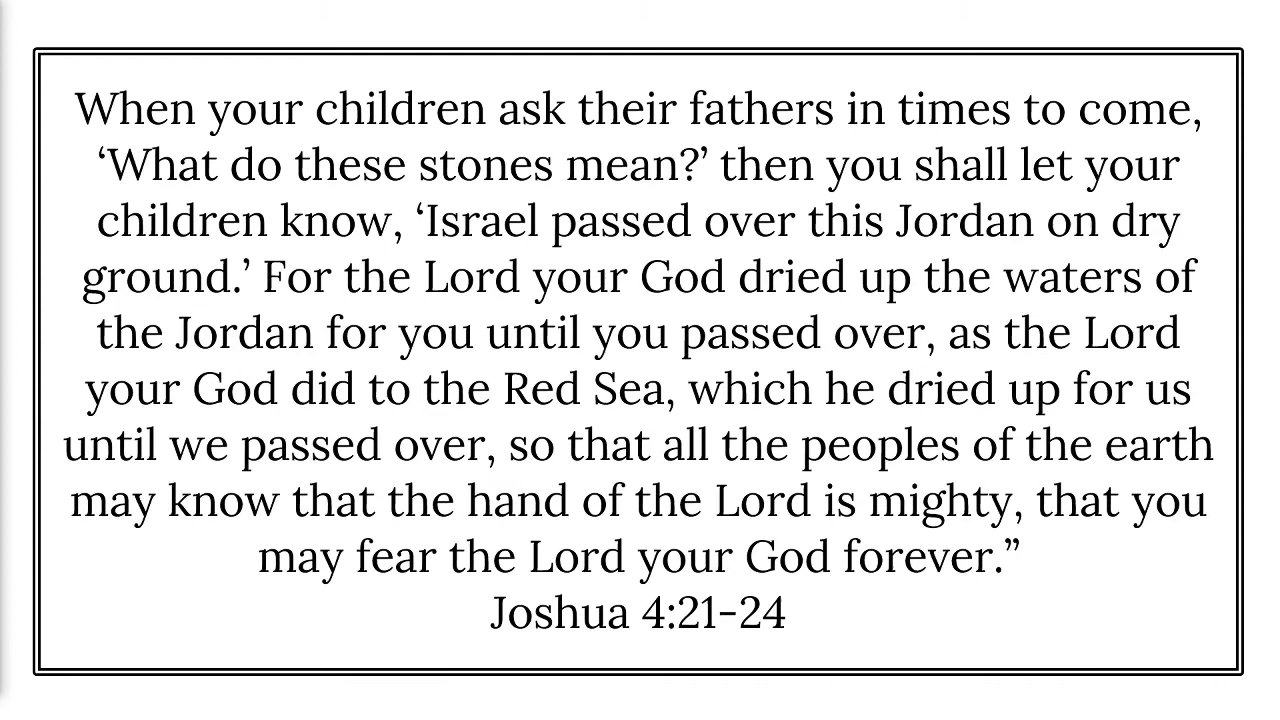 When your children ask their fathers in times to come,
‘What do these stones mean?’ then you shall let your
children know, ‘Israel passed over this Jordan on dry
ground.’ For the Lord your God dried up the waters of
the Jordan for you until you passed over, as the Lord
your God did to the Red Sea, which he dried up for us
until we passed over, so that all the peoples of the earth
may know that the hand of the Lord is mighty, that you
may fear the Lord your God forever.”
Joshua 4:21-24